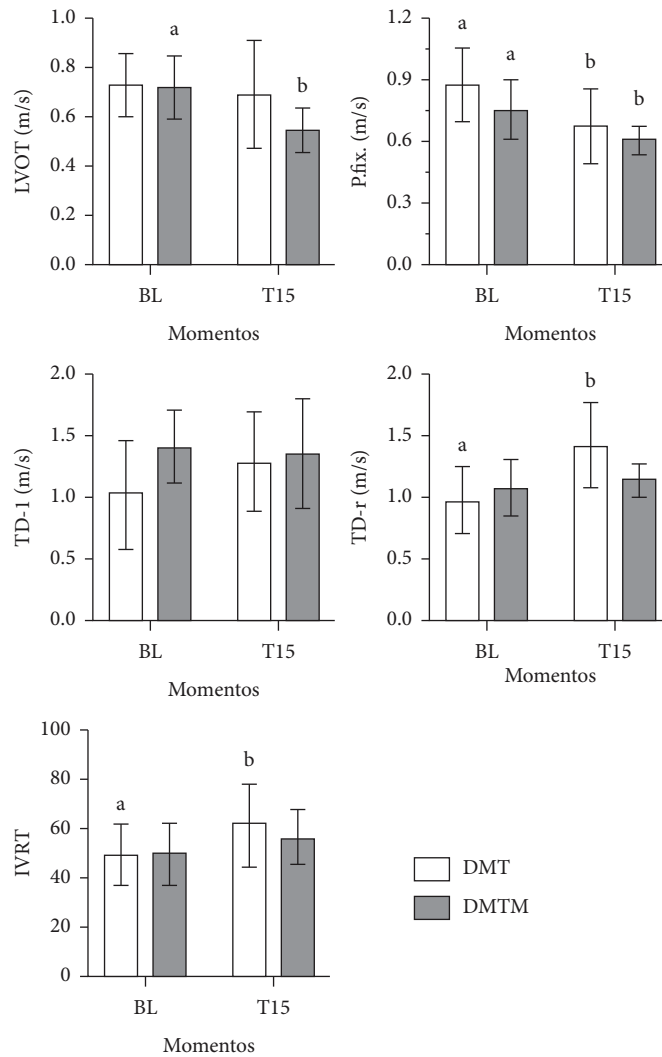 LVOT (m/s)
1.0
0.8
0.6
0.4
0.2
0.0
a
b
BL
T15
Momentos
P.fix. (m/s)
1.2
0.9
0.6
0.3
0.0
a
a
b
b
BL
T15
Momentos
TD-1 (m/s)
2.0
1.5
1.0
0.5
0.0
BL
T15
Momentos
TD-r (m/s)
2.0
1.5
1.0
0.5
0.0
a
b
BL
T15
Momentos
IVRT
100
80
60
40
20
0
a
b
BL
T15
Momentos
DMT
DMTM